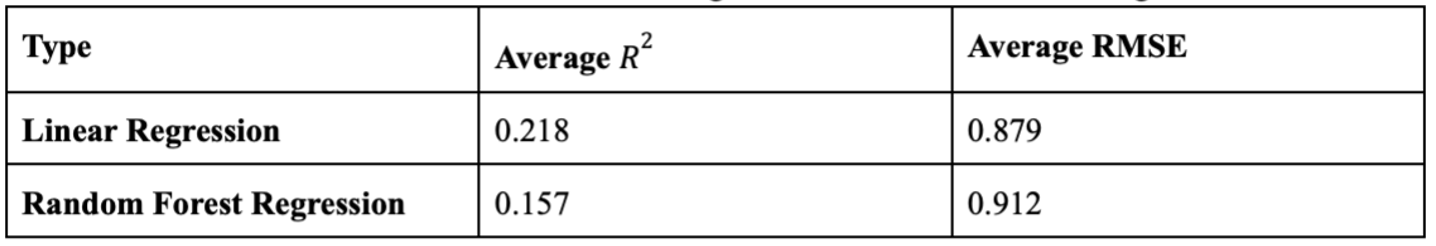 Type Average R² Average RMSE
Linear Regression 0.218 0.879
Random Forest Regression 0.157 0.912